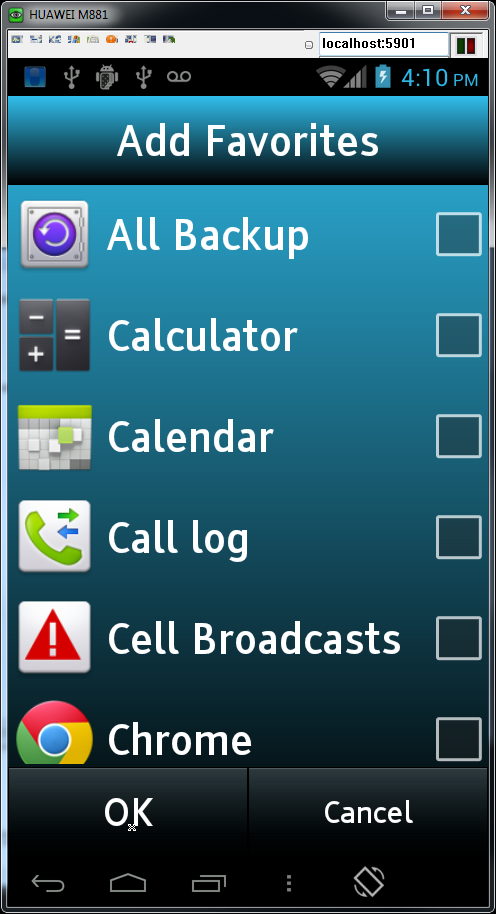 HUAWEI M881
localhost:5901
4:10 PM
Add Favorites
All Backup
Calculator
Calendar
Call log
Cell Broadcasts
Chrome
OK
Cancel